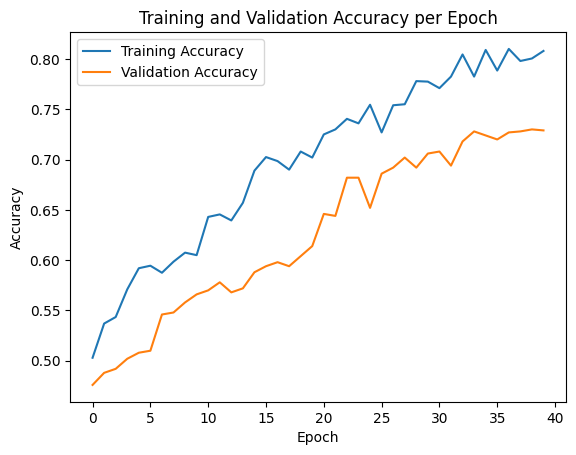 Training and Validation Accuracy per Epoch
Training Accuracy
Validation Accuracy
Accuracy
0.80
0.75
0.70
0.65
0.60
0.55
0.50
0 5 10 15 20 25 30 35 40
Epoch